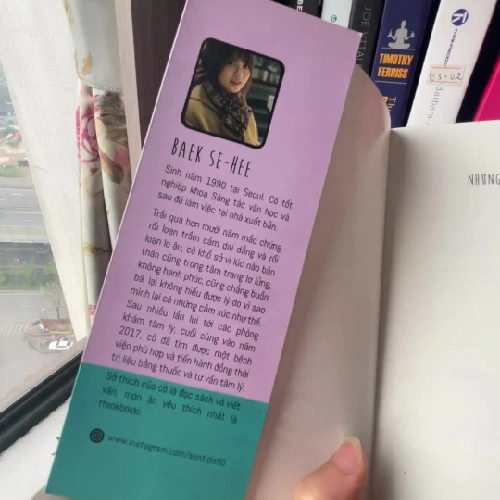 BAEK SE-HEE
Sinh năm 1990 tại Seoul. Cô tốt
nghiệp khoa Sáng tác văn học và
sau đó làm việc tại nhà xuất bản.
Trải qua hơn mười năm mắc chứng
rối loạn trầm cảm dai dẳng và rối
loạn lo âu, cô khổ sở vì lúc nào bản
thân cũng trong tâm trạng lơ lửng,
không hạnh phúc, cũng chẳng buồn
bã lại không hiểu được lý do vì sao
mình lại có những cảm xúc như thế.
Sau nhiều lần lui tới các phòng
khám tâm lý, cuối cùng vào năm
2017, cô đã tìm được một bệnh
viện phù hợp và tiến hành đồng thời
trị liệu bằng thuốc và tư vấn tâm lý.
Sở thích của cô là đọc sách và viết
văn, món ăn yêu thích nhất là
tteokbokki.
TIMOTHY
FERRISS
NHỮNG